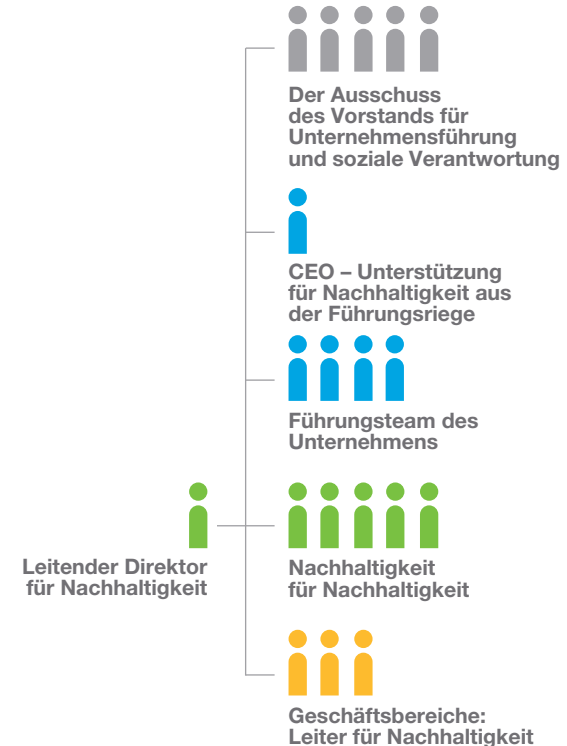 Der Ausschuss
des Vorstands für
Unternehmensführung
und soziale Verantwortung
CEO – Unterstützung
für Nachhaltigkeit aus
der Führungsriege
Führungsteam des
Unternehmens
Leitender Direktor
für Nachhaltigkeit
Nachhaltigkeit
für Nachhaltigkeit
Geschäftsbereiche:
Leiter für Nachhaltigkeit